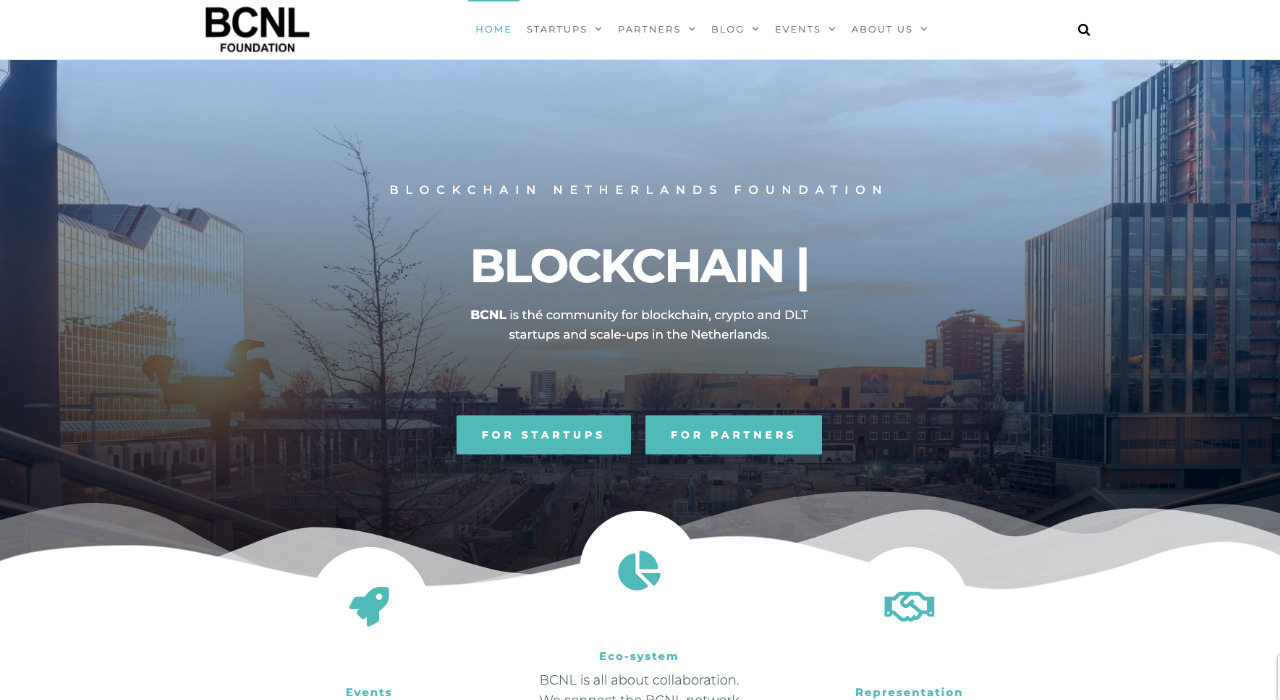 BCNL
FOUNDATION
HOME STARTUPS PARTNERS BLOG EVENTS ABOUT US
BLOCKCHAIN NETHERLANDS FOUNDATION
BLOCKCHAIN |
BCNL is thé community for blockchain, crypto and DLT
startups and scale-ups in the Netherlands.
FOR STARTUPS FOR PARTNERS
Eco-system
BCNL is all about collaboration.
We connect the BCNL network
Events
Representation